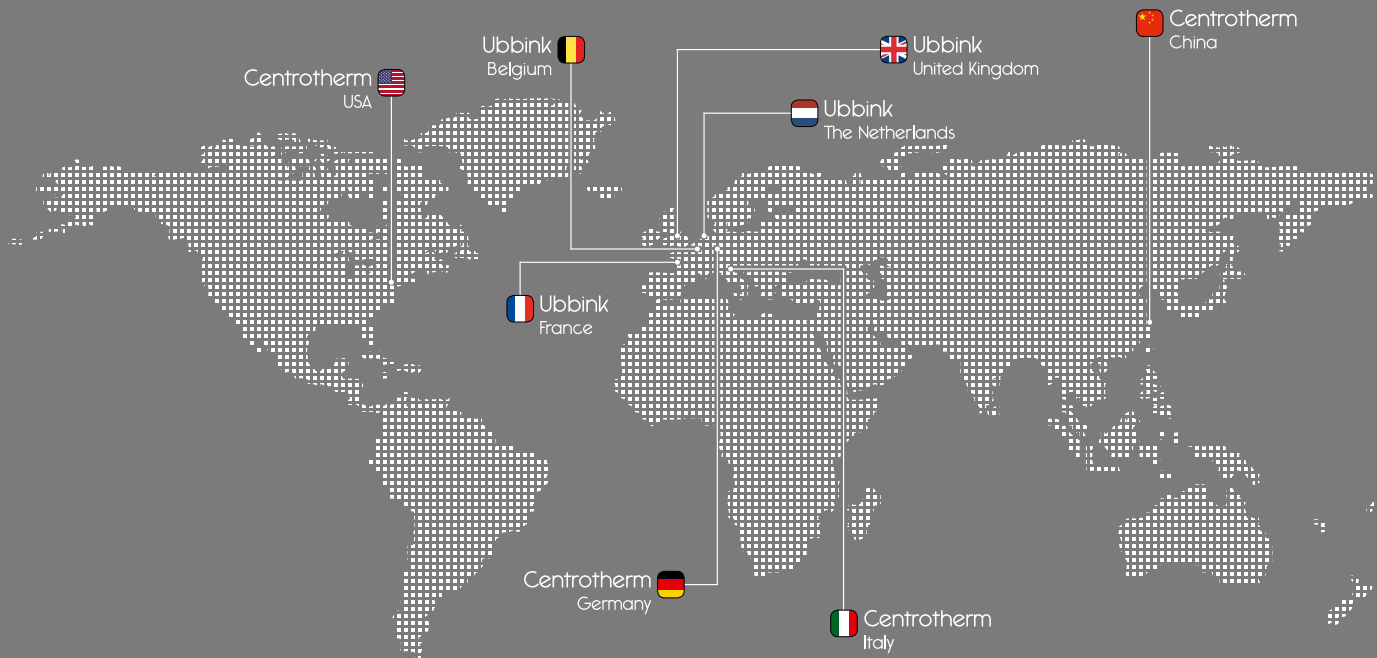 Centrotherm
China
Ubbink
Belgium
Ubbink
United Kingdom
Centrotherm
USA
Ubbink
The Netherlands
Ubbink
France
Centrotherm
Germany
Centrotherm
Italy